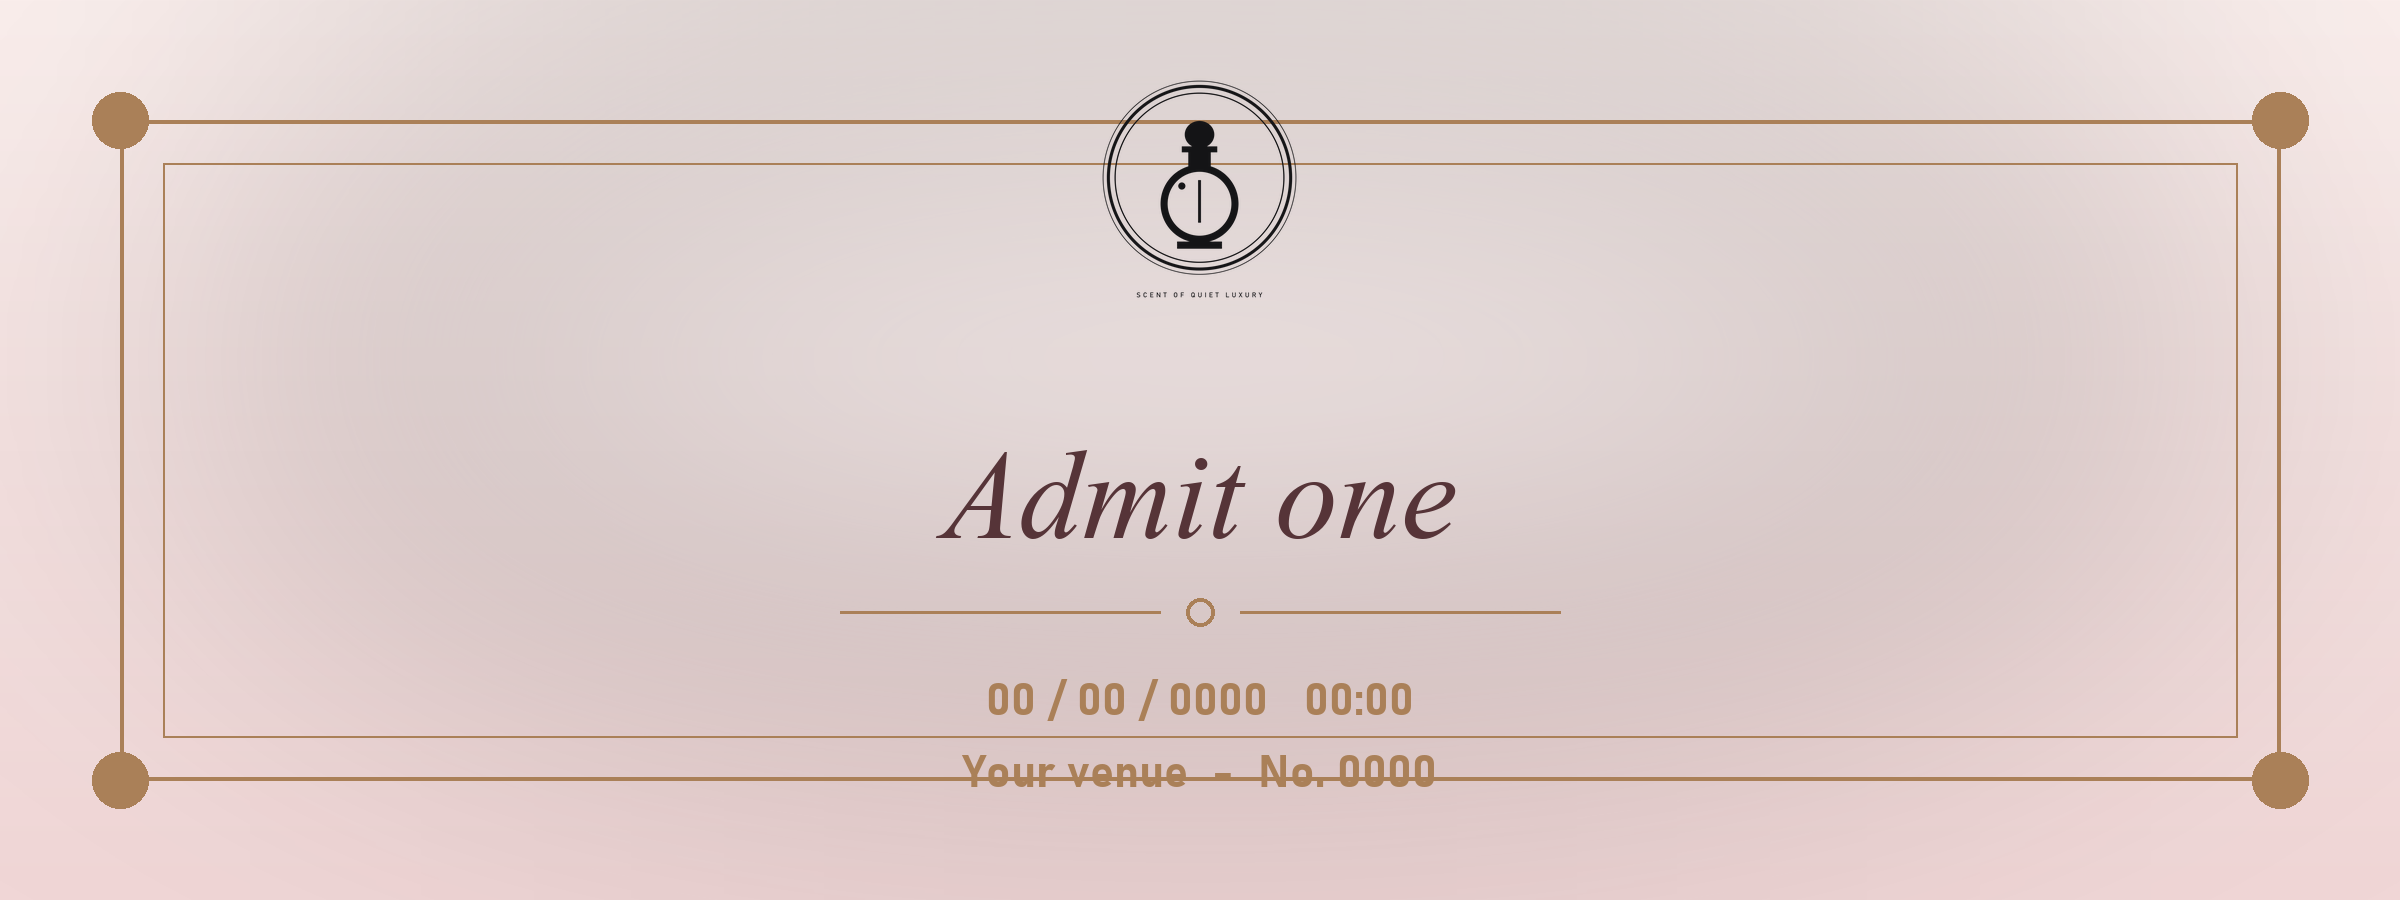 SCENT OF QUIET LUXURY
Admit one
00 / 00 / 0000 00:00
Your venue - No. 0000